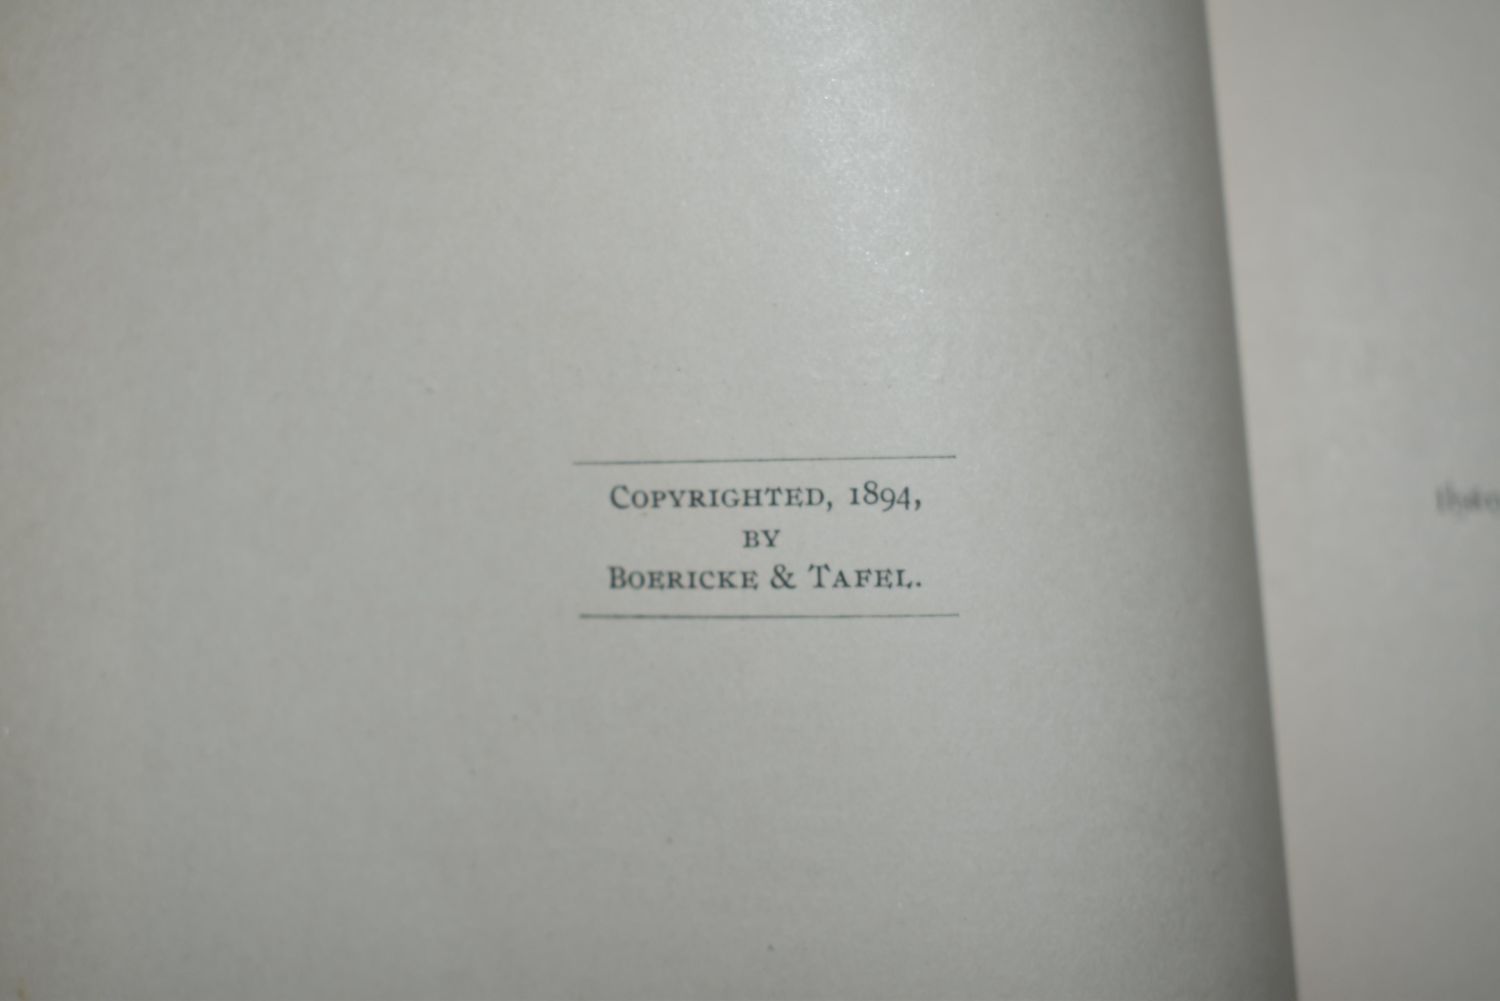 Copyrighted, 1894,
by
Boericke & Tafel.